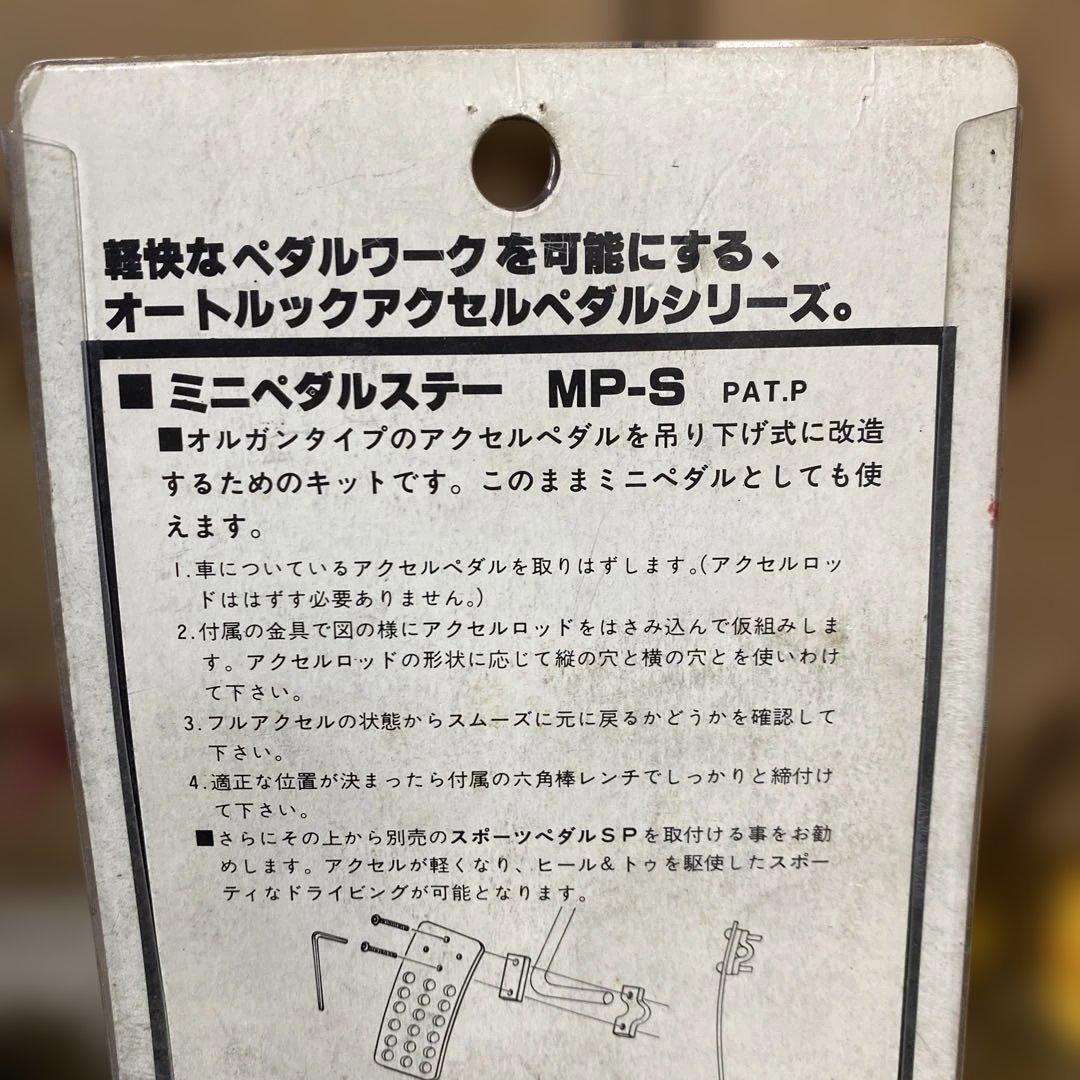 軽快なペダルワークを可能にする、
オートルックアクセルペダルシリーズ。
■ミニペダルステー MP-S PAT.P
■オルガンタイプのアクセルペダルを吊り下げ式に改造
するためのキットです。このままミニペダルとしても使
えます。
1.車についているアクセルペダルを取りはずします。(アクセルロッ
ドははずす必要ありません。)
2.付属の金具で図の様にアクセルロッドをはさみ込んで仮組みしま
す。アクセルロッドの形状に応じて縦の穴と横の穴とを使いわけ
て下さい。
3.フルアクセルの状態からスムーズに元に戻るかどうかを確認して
下さい。
4.適正な位置が決まったら付属の六角棒レンチでしっかりと締付け
て下さい。
■さらにその上から別売のスポーツペダルSPを取付ける事をお勧
めします。アクセルが軽くなり、ヒール&トゥを駆使したスポー
ティなドライビングが可能となります。